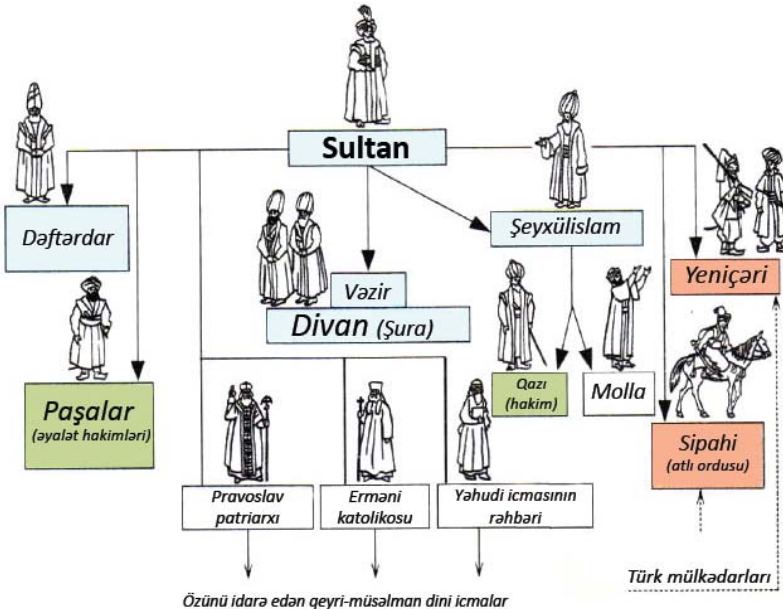 Sultan
Dəftərdar
Şeyxülislam
Yeniçəri
Vəzir
Divan (Şura)
Paşalar
(əyalət hakimləri)
Qazı
(hakim)
Molla
Sipahi
(atlı ordusu)
Pravoslav
patriarxı
Erməni
katolikosu
Yəhudi icmasının
rəhbəri
Türk mülkədarları
Özünü idarə edən qeyri-müsəlman dini icmalar